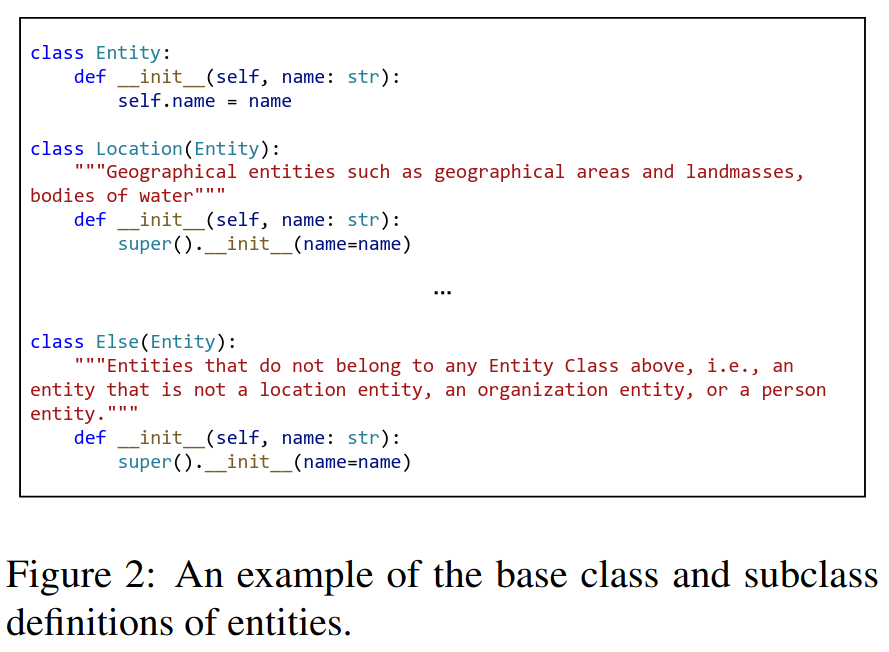 class Entity:
    def __init__(self, name: str):
        self.name = name
class Location(Entity):
    """Geographical entities such as geographical areas and landmasses,
bodies of water"""
    def __init__(self, name: str):
        super().__init__(name=name)
...
class Else(Entity):
    """Entities that do not belong to any Entity Class above, i.e., an
entity that is not a location entity, an organization entity, or a person
entity."""
    def __init__(self, name: str):
        super().__init__(name=name)
Figure 2: An example of the base class and subclass
definitions of entities.